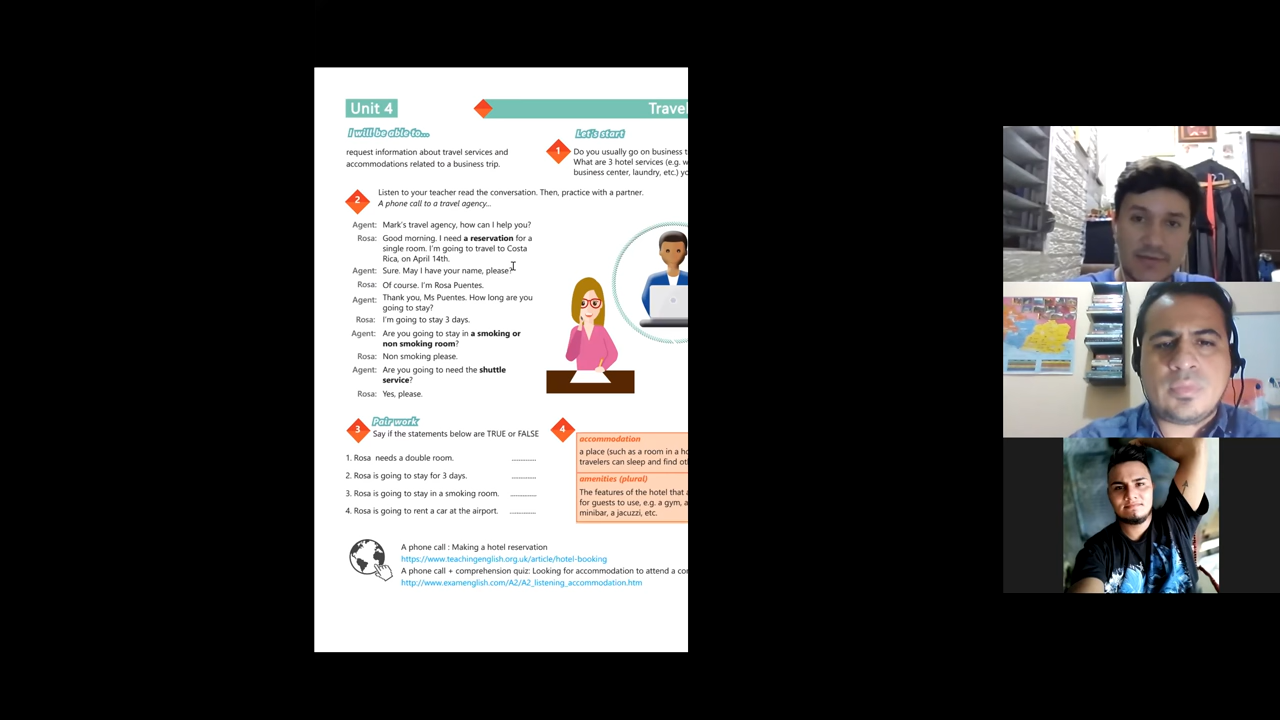 Unit 4
Travel
I will be able to...
request information about travel services and
accommodations related to a business trip.
Let's start
1
Do you usually go on business t
What are 3 hotel services (e.g. w
business center, laundry, etc.) y
2
Listen to your teacher read the conversation. Then, practice with a partner.
A phone call to a travel agency...
Agent: Mark's travel agency, how can I help you?
Rosa: Good morning. I need a reservation for a
single room. I'm going to travel to Costa
Rica, on April 14th.
Agent: Sure. May I have your name, please?
Rosa: Of course. I'm Rosa Puentes.
Agent: Thank you, Ms Puentes. How long are you
going to stay?
Rosa: I'm going to stay 3 days.
Agent: Are you going to stay in a smoking or
non smoking room?
Rosa: Non smoking please.
Agent: Are you going to need the shuttle
service?
Rosa: Yes, please.
3
Pair work
Say if the statements below are TRUE or FALSE
1. Rosa needs a double room. ..............
2. Rosa is going to stay for 3 days. ..............
3. Rosa is going to stay in a smoking room. ..............
4. Rosa is going to rent a car at the airport. ..............
4
accommodation
a place (such as a room in a ho
travelers can sleep and find ot
amenities (plural)
The features of the hotel that a
for guests to use, e.g. a gym, a
minibar, a jacuzzi, etc.
A phone call : Making a hotel reservation
https://www.teachingenglish.org.uk/article/hotel-booking
A phone call + comprehension quiz: Looking for accommodation to attend a co
http://www.examenglish.com/A2/A2_listening_accommodation.htm